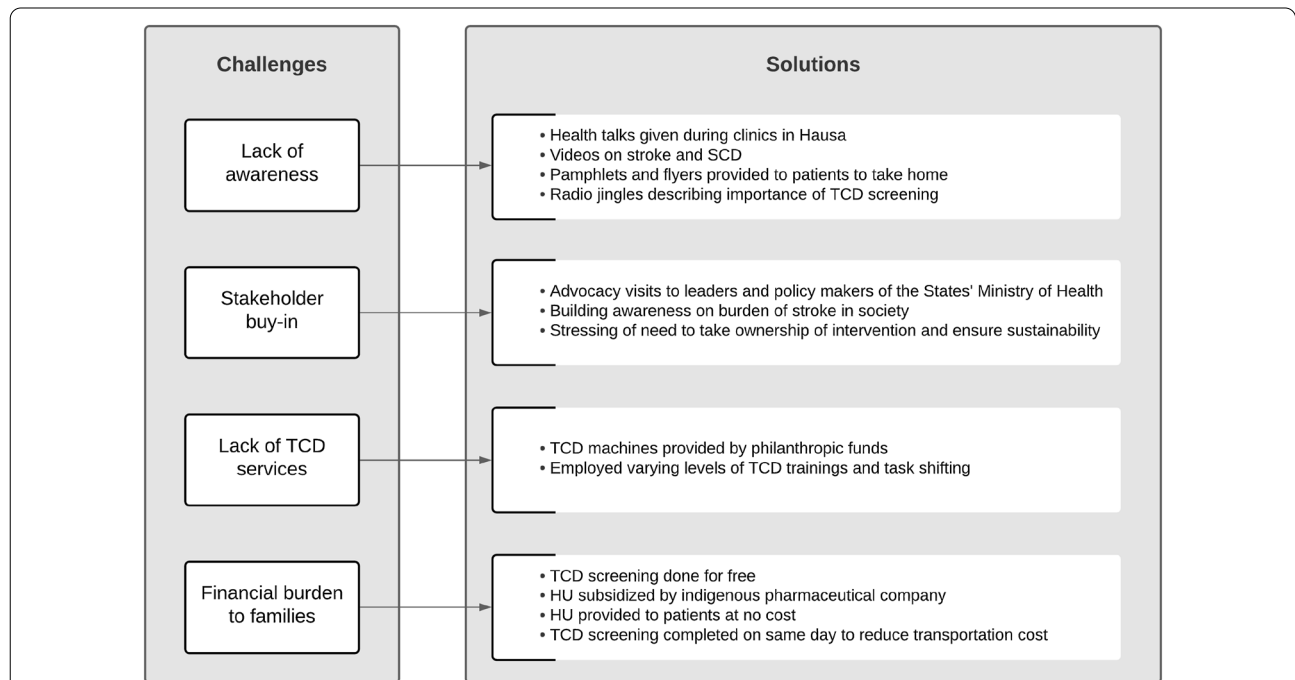 Challenges
Solutions
Lack of
awareness
• Health talks given during clinics in Hausa
• Videos on stroke and SCD
• Pamphlets and flyers provided to patients to take home
• Radio jingles describing importance of TCD screening
Stakeholder
buy-in
• Advocacy visits to leaders and policy makers of the States' Ministry of Health
• Building awareness on burden of stroke in society
• Stressing of need to take ownership of intervention and ensure sustainability
Lack of TCD
services
• TCD machines provided by philanthropic funds
• Employed varying levels of TCD trainings and task shifting
Financial burden
to families
• TCD screening done for free
• HU subsidized by indigenous pharmaceutical company
• HU provided to patients at no cost
• TCD screening completed on same day to reduce transportation cost